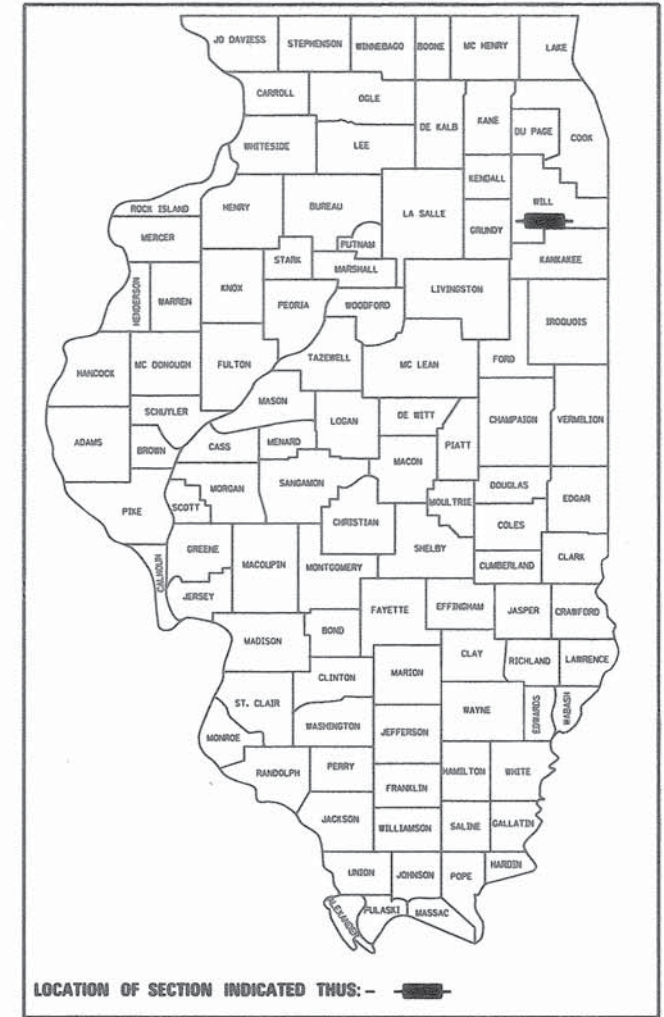 JO DAVIESS STEPHENSON WINNEBAGO BOONE MC HENRY LAKE
CARROLL OGLE DE KALB KANE DU PAGE COOK
WHITESIDE LEE
KENDALL
ROCK ISLAND HENRY BUREAU LA SALLE GRUNDY WILL
MERCER PUTNAM
STARK MARSHALL KANKAKEE
HENDERSON WARREN KNOX PEORIA WOODFORD LIVINGSTON IROQUOIS
HANCOCK MC DONOUGH FULTON TAZEWELL MC LEAN FORD
SCHUYLER MASON LOGAN DE WITT CHAMPAIGN VERMILION
ADAMS BROWN CASS MENARD MACON PIATT
PIKE SCOTT MORGAN SANGAMON MOULTRIE DOUGLAS EDGAR
CHRISTIAN COLES
CALHOUN GREENE MACOUPIN MONTGOMERY SHELBY CUMBERLAND CLARK
JERSEY FAYETTE EFFINGHAM JASPER CRAWFORD
MADISON BOND CLAY RICHLAND LAWRENCE
CLINTON MARION
ST. CLAIR WASHINGTON JEFFERSON WAYNE EDWARDS WABASH
MONROE
RANDOLPH PERRY FRANKLIN HAMILTON WHITE
JACKSON WILLIAMSON SALINE GALLATIN
UNION JOHNSON POPE HARDIN
ALEXANDER PULASKI MASSAC
LOCATION OF SECTION INDICATED THUS: -